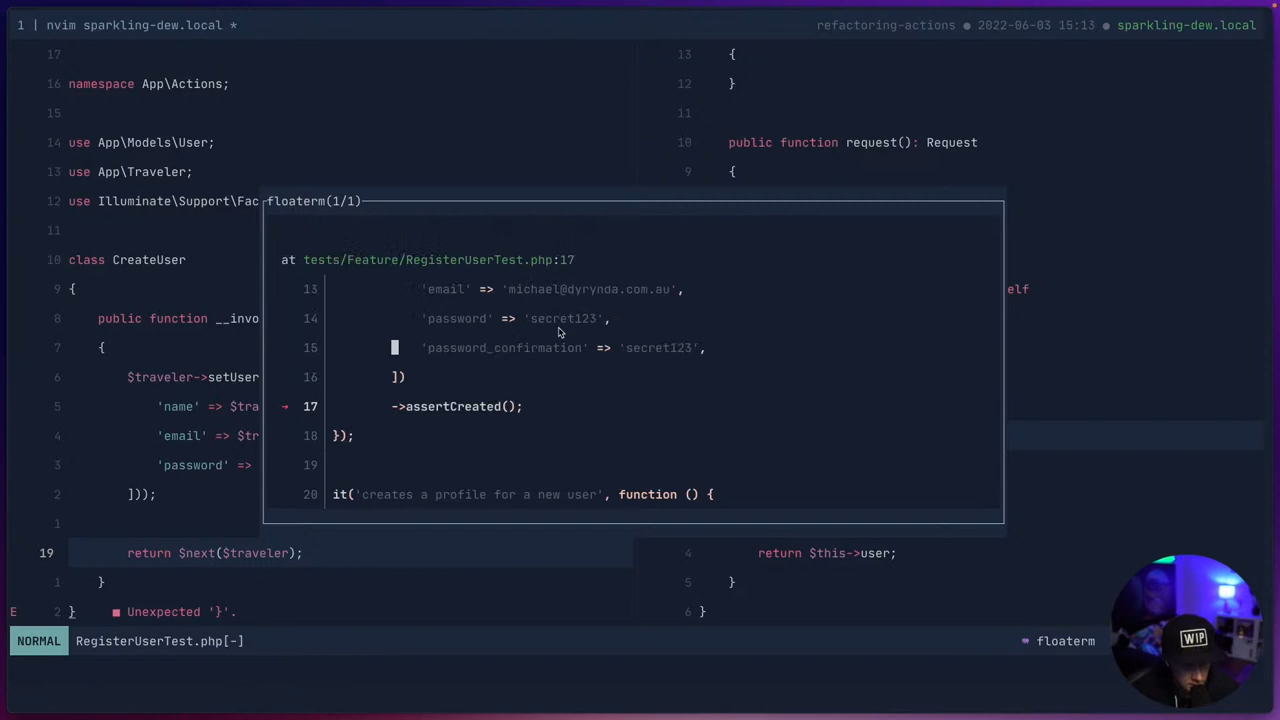 1 | nvim sparkling-dew.local *
refactoring-actions ● 2022-06-03 15:13 ● sparkling-dew.local
17
16 namespace App\Actions;
15
14 use App\Models\User;
13 use App\Traveler;
12 use Illuminate\Support\Fac
11
10 class CreateUser
9 {
8 public function __invo
7 {
6 $traveler->setUser
5 'name' => $tra
4 'email' => $tr
3 'password' =>
2 ]));
1
19 return $next($traveler);
1 }
E 2 } ■ Unexpected '}'.
13 {
12 }
11
10 public function request(): Request
9 {
elf
4 return $this->user;
5 }
6 }
floaterm(1/1)
at tests/Feature/RegisterUserTest.php:17
13 'email' => 'michael@dyrynda.com.au',
14 'password' => 'secret123',
15 'password_confirmation' => 'secret123',
16 ])
→ 17 ->assertCreated();
18 });
19
20 it('creates a profile for a new user', function () {
NORMAL RegisterUserTest.php[-]
floaterm
WIP